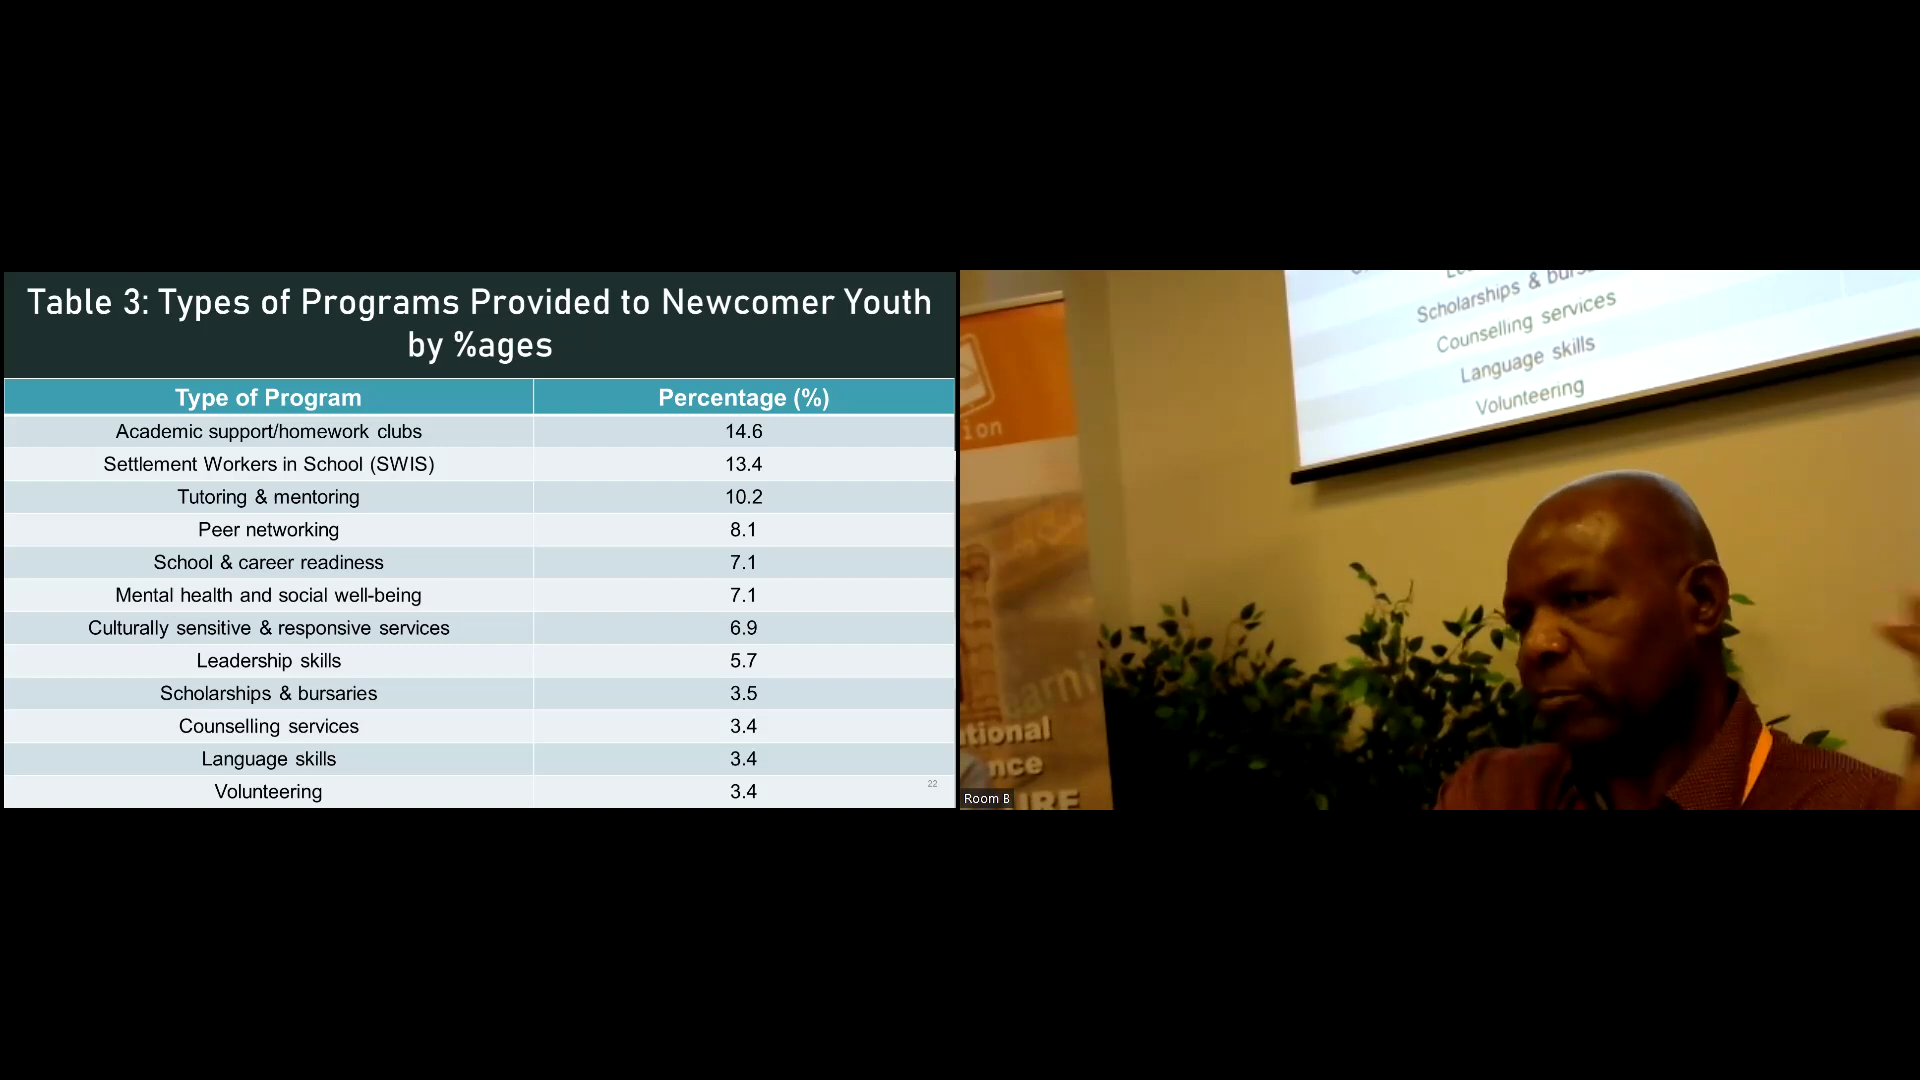 Table 3: Types of Programs Provided to Newcomer Youth
by %ages
Type of Program Percentage (%)
Academic support/homework clubs 14.6
Settlement Workers in School (SWIS) 13.4
Tutoring & mentoring 10.2
Peer networking 8.1
School & career readiness 7.1
Mental health and social well-being 7.1
Culturally sensitive & responsive services 6.9
Leadership skills 5.7
Scholarships & bursaries 3.5
Counselling services 3.4
Language skills 3.4
Volunteering 3.4
22
Scholarships &
Counselling services
Language skills
Volunteering
Room B